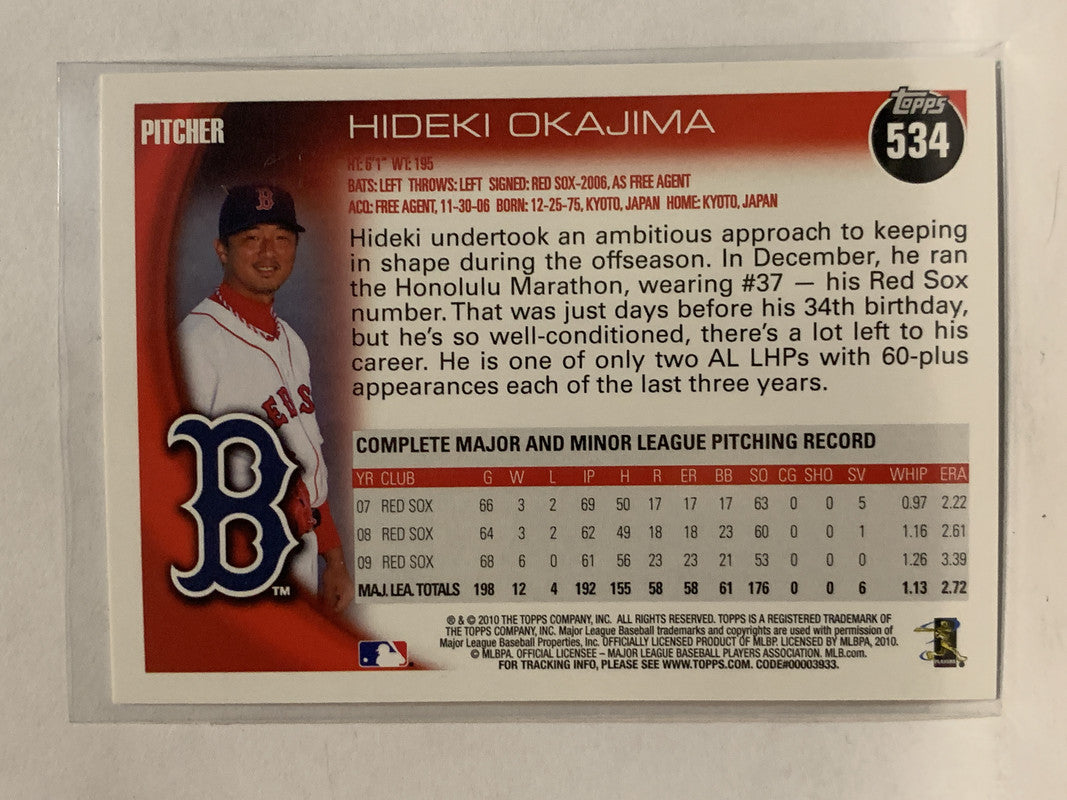 PITCHER
HIDEKI OKAJIMA
Topps
534
HT: 6'1" WT: 195
BATS: LEFT THROWS: LEFT SIGNED: RED SOX-2006, AS FREE AGENT
ACQ: FREE AGENT, 11-30-06 BORN: 12-25-75, KYOTO, JAPAN HOME: KYOTO, JAPAN
Hideki undertook an ambitious approach to keeping
in shape during the offseason. In December, he ran
the Honolulu Marathon, wearing #37 — his Red Sox
number. That was just days before his 34th birthday,
but he's so well-conditioned, there's a lot left to his
career. He is one of only two AL LHPs with 60-plus
appearances each of the last three years.
B
ERS
B
TM
COMPLETE MAJOR AND MINOR LEAGUE PITCHING RECORD
YR CLUB G W L IP H R ER BB SO CG SHO SV WHIP ERA
07 RED SOX 66 3 2 69 50 17 17 17 63 0 0 5 0.97 2.22
08 RED SOX 64 3 2 62 49 18 18 23 60 0 0 1 1.16 2.61
09 RED SOX 68 6 0 61 56 23 23 21 53 0 0 0 1.26 3.39
MAJ. LEA. TOTALS 198 12 4 192 155 58 58 61 176 0 0 6 1.13 2.72
® & © 2010 THE TOPPS COMPANY, INC. ALL RIGHTS RESERVED. TOPPS IS A REGISTERED TRADEMARK OF
THE TOPPS COMPANY, INC. Major League Baseball trademarks and copyrights are used with permission of
Major League Baseball Properties, Inc. OFFICIALLY LICENSED PRODUCT OF MLBP. LICENSED BY MLBPA, 2010.
© MLBPA. OFFICIAL LICENSEE – MAJOR LEAGUE BASEBALL PLAYERS ASSOCIATION. MLB.com.
FOR TRACKING INFO, PLEASE SEE WWW.TOPPS.COM. CODE#00003933.
PLAYERS